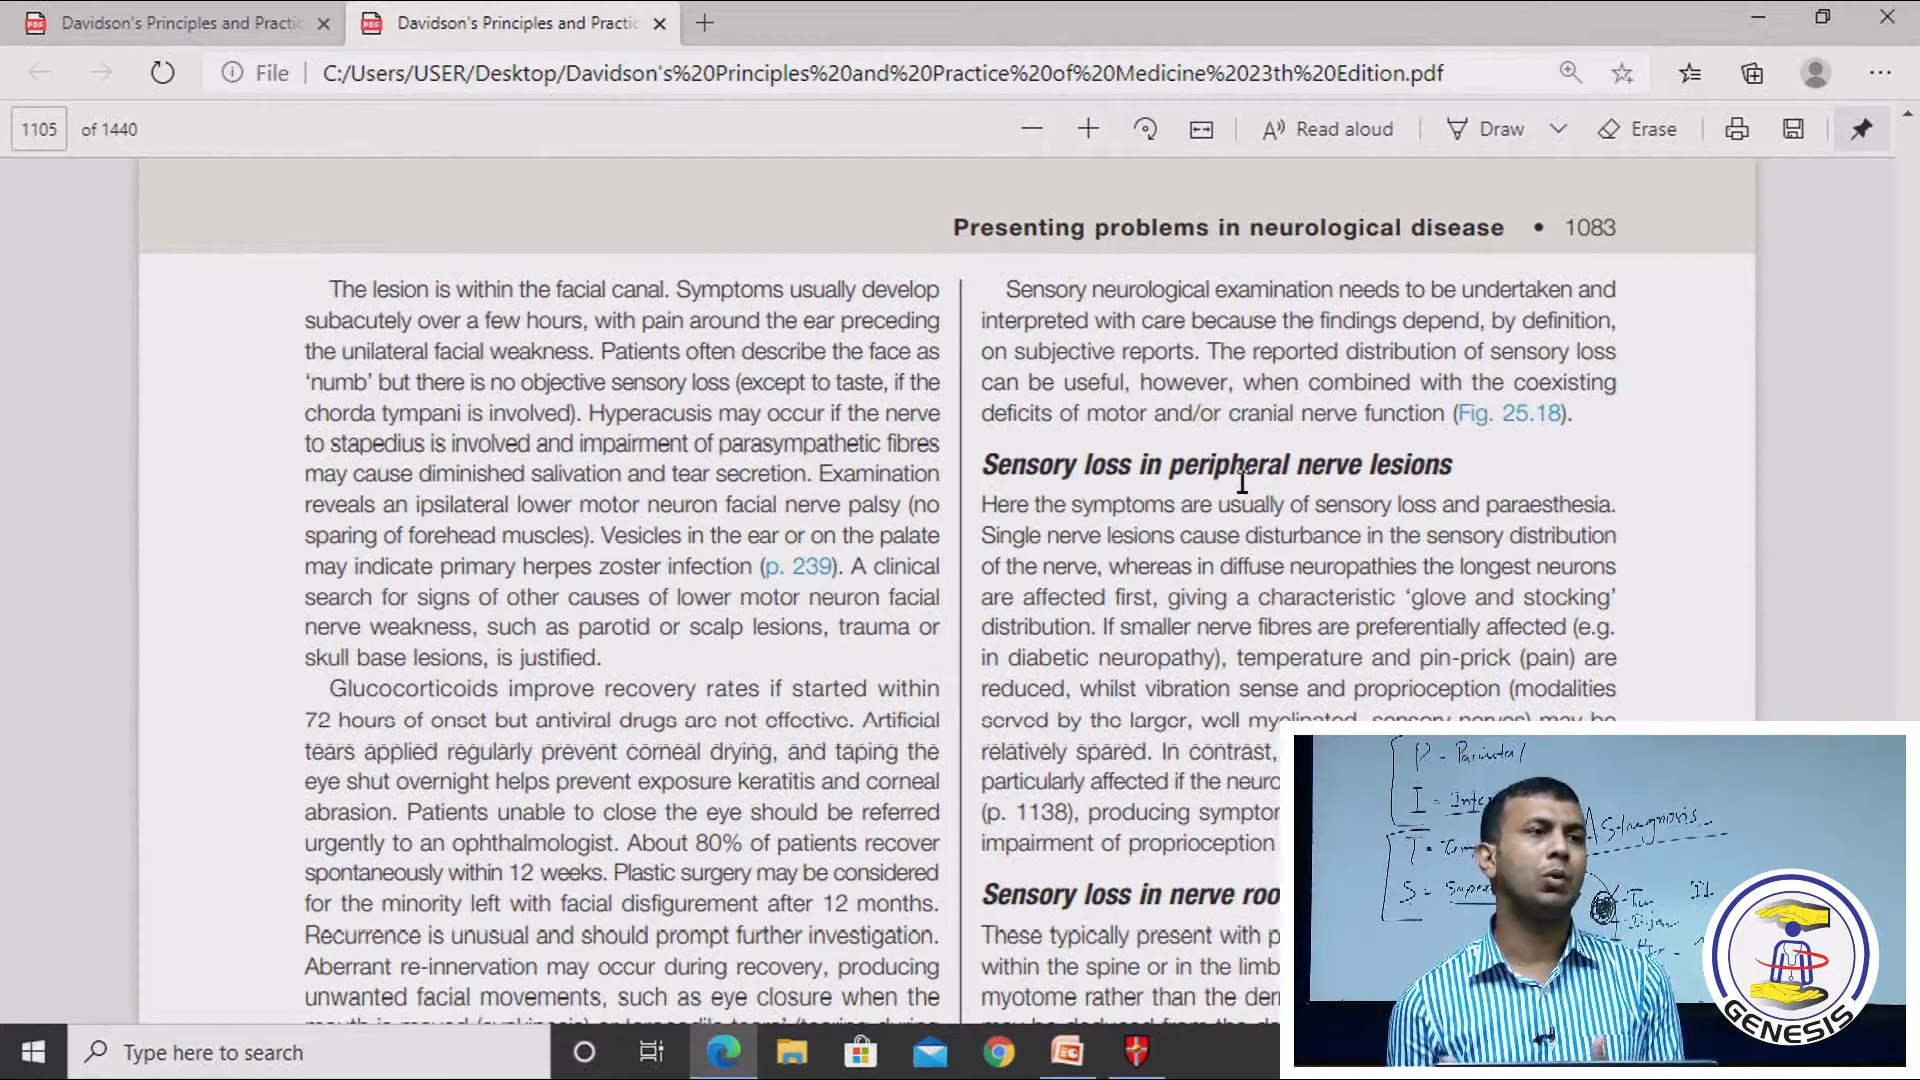 Davidson's Principles and Practic
Davidson's Principles and Practic
File
C:/Users/USER/Desktop/Davidson's%20Principles%20and%20Practice%20of%20Medicine%2023th%20Edition.pdf
1105 of 1440
Read aloud
Draw
Erase
Presenting problems in neurological disease • 1083
The lesion is within the facial canal. Symptoms usually develop
subacutely over a few hours, with pain around the ear preceding
the unilateral facial weakness. Patients often describe the face as
‘numb’ but there is no objective sensory loss (except to taste, if the
chorda tympani is involved). Hyperacusis may occur if the nerve
to stapedius is involved and impairment of parasympathetic fibres
may cause diminished salivation and tear secretion. Examination
reveals an ipsilateral lower motor neuron facial nerve palsy (no
sparing of forehead muscles). Vesicles in the ear or on the palate
may indicate primary herpes zoster infection (p. 239). A clinical
search for signs of other causes of lower motor neuron facial
nerve weakness, such as parotid or scalp lesions, trauma or
skull base lesions, is justified.
Glucocorticoids improve recovery rates if started within
72 hours of onset but antiviral drugs are not effective. Artificial
tears applied regularly prevent corneal drying, and taping the
eye shut overnight helps prevent exposure keratitis and corneal
abrasion. Patients unable to close the eye should be referred
urgently to an ophthalmologist. About 80% of patients recover
spontaneously within 12 weeks. Plastic surgery may be considered
for the minority left with facial disfigurement after 12 months.
Recurrence is unusual and should prompt further investigation.
Aberrant re-innervation may occur during recovery, producing
unwanted facial movements, such as eye closure when the
Sensory neurological examination needs to be undertaken and
interpreted with care because the findings depend, by definition,
on subjective reports. The reported distribution of sensory loss
can be useful, however, when combined with the coexisting
deficits of motor and/or cranial nerve function (Fig. 25.18).
Sensory loss in peripheral nerve lesions
Here the symptoms are usually of sensory loss and paraesthesia.
Single nerve lesions cause disturbance in the sensory distribution
of the nerve, whereas in diffuse neuropathies the longest neurons
are affected first, giving a characteristic ‘glove and stocking’
distribution. If smaller nerve fibres are preferentially affected (e.g.
in diabetic neuropathy), temperature and pin-prick (pain) are
reduced, whilst vibration sense and proprioception (modalities
served by the larger, well myelinated, sensory nerves) may be
relatively spared. In contrast,
particularly affected if the neuro
(p. 1138), producing symptom
impairment of proprioception
Sensory loss in nerve roo
These typically present with p
within the spine or in the limb
myotome rather than the der
P - Parietal
I =
T =
S =
GENESIS
Type here to search